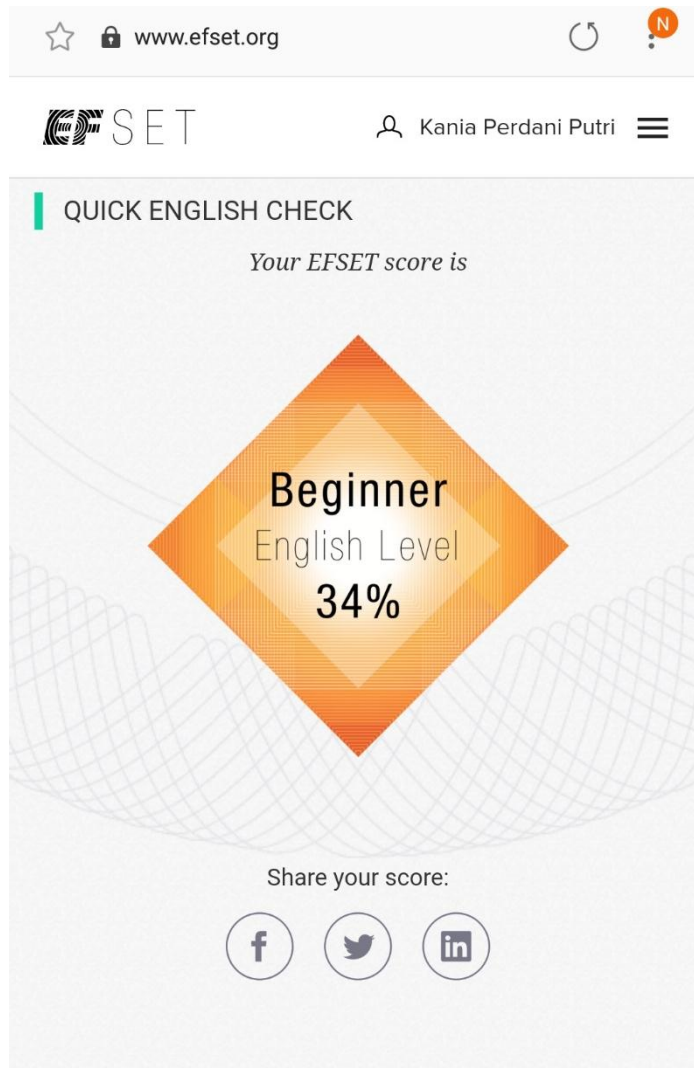 www.efset.org
N
EF SET
Kania Perdani Putri
QUICK ENGLISH CHECK
Your EFSET score is
Beginner
English Level
34%
Share your score:
f
in